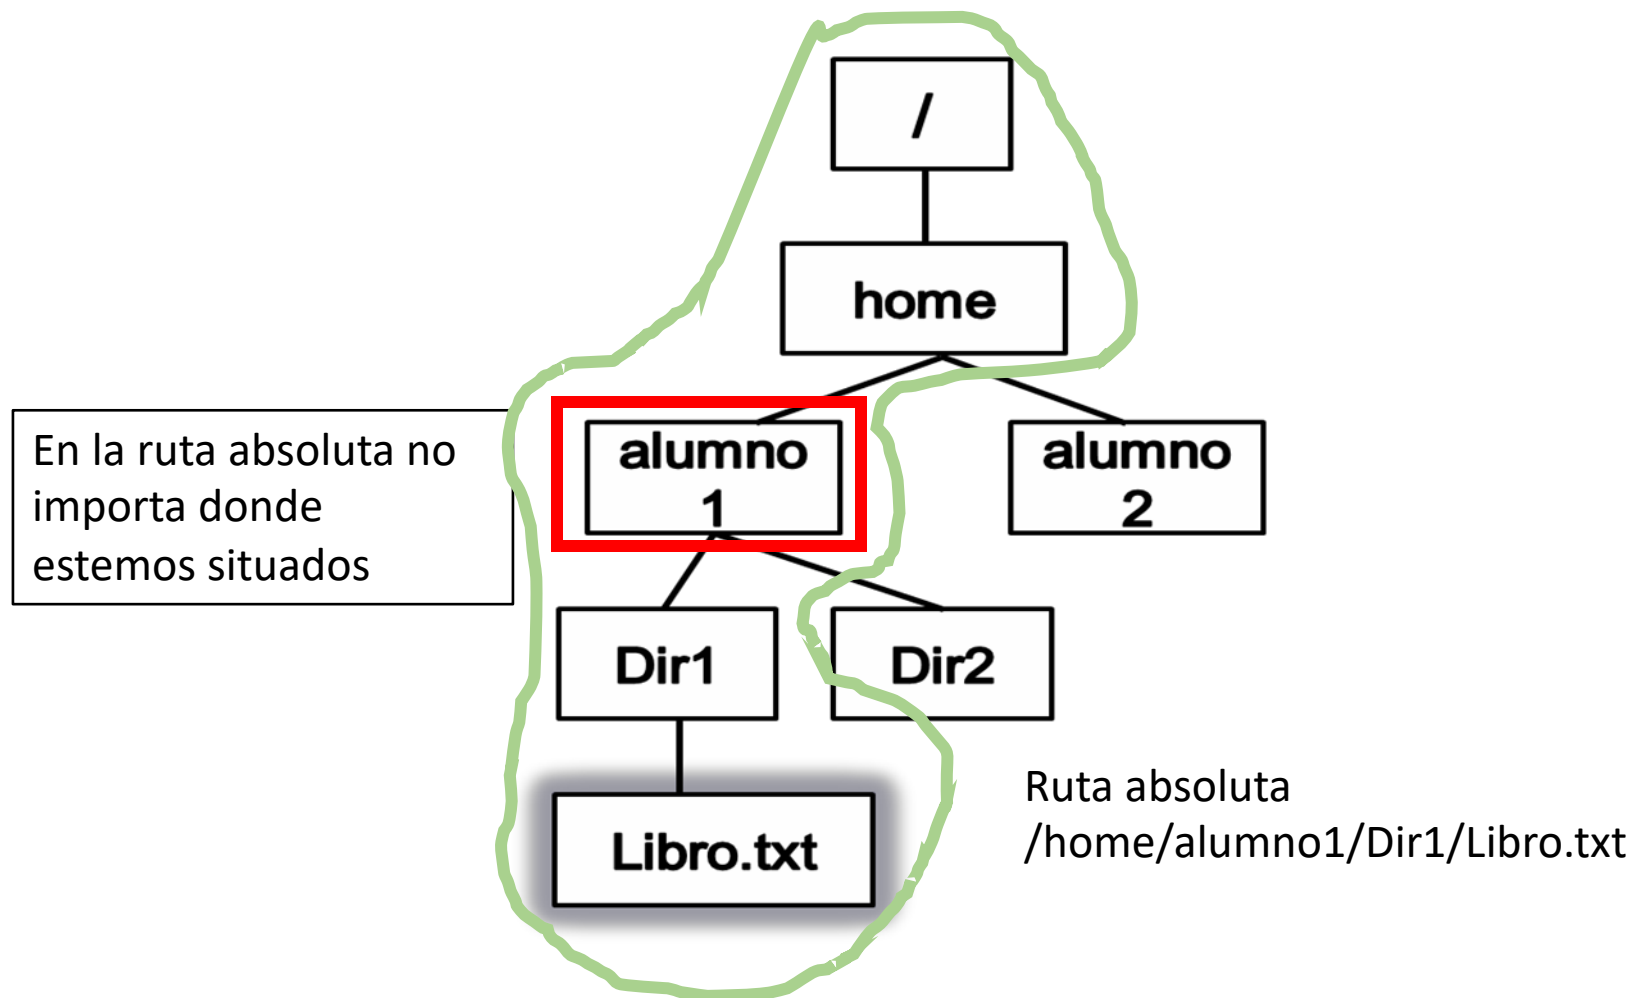 /
home
En la ruta absoluta no
importa donde
estemos situados
alumno
1
alumno
2
Dir1
Dir2
Ruta absoluta
/home/alumno1/Dir1/Libro.txt
Libro.txt